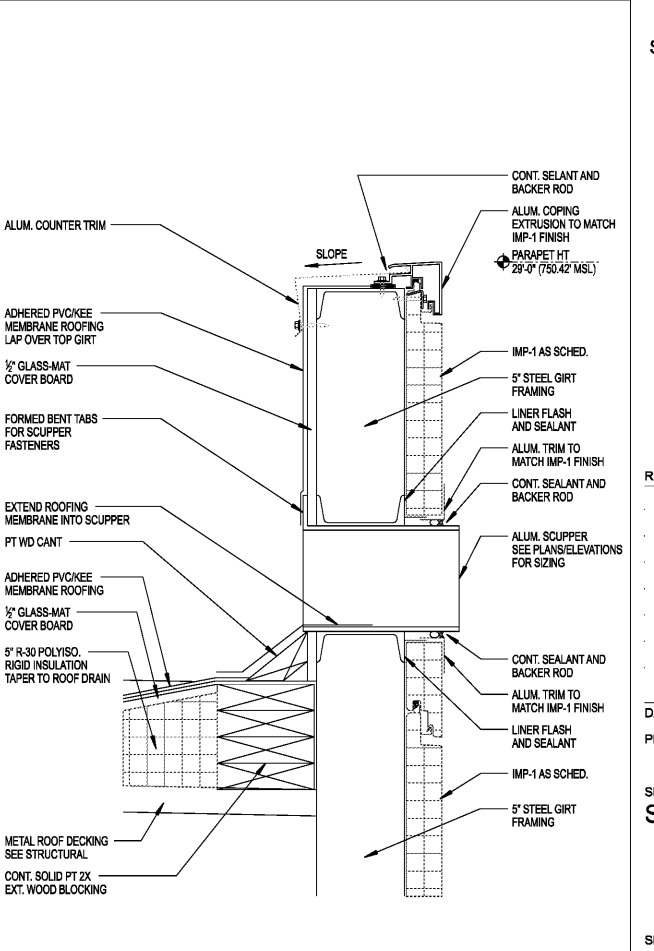 CONT. SELANT AND
BACKER ROD
ALUM. COPING
EXTRUSION TO MATCH
IMP-1 FINISH
PARAPET HT
29'-0" (750.42' MSL)
SLOPE
ALUM. COUNTER TRIM
ADHERED PVC/KEE
MEMBRANE ROOFING
LAP OVER TOP GIRT
½" GLASS-MAT
COVER BOARD
FORMED BENT TABS
FOR SCUPPER
FASTENERS
EXTEND ROOFING
MEMBRANE INTO SCUPPER
PT WD CANT
ADHERED PVC/KEE
MEMBRANE ROOFING
½" GLASS-MAT
COVER BOARD
5" R-30 POLYISO.
RIGID INSULATION
TAPER TO ROOF DRAIN
METAL ROOF DECKING
SEE STRUCTURAL
CONT. SOLID PT 2X
EXT. WOOD BLOCKING
IMP-1 AS SCHED.
5" STEEL GIRT
FRAMING
LINER FLASH
AND SEALANT
ALUM. TRIM TO
MATCH IMP-1 FINISH
CONT. SEALANT AND
BACKER ROD
ALUM. SCUPPER
SEE PLANS/ELEVATIONS
FOR SIZING
CONT. SEALANT AND
BACKER ROD
ALUM. TRIM TO
MATCH IMP-1 FINISH
LINER FLASH
AND SEALANT
IMP-1 AS SCHED.
5" STEEL GIRT
FRAMING